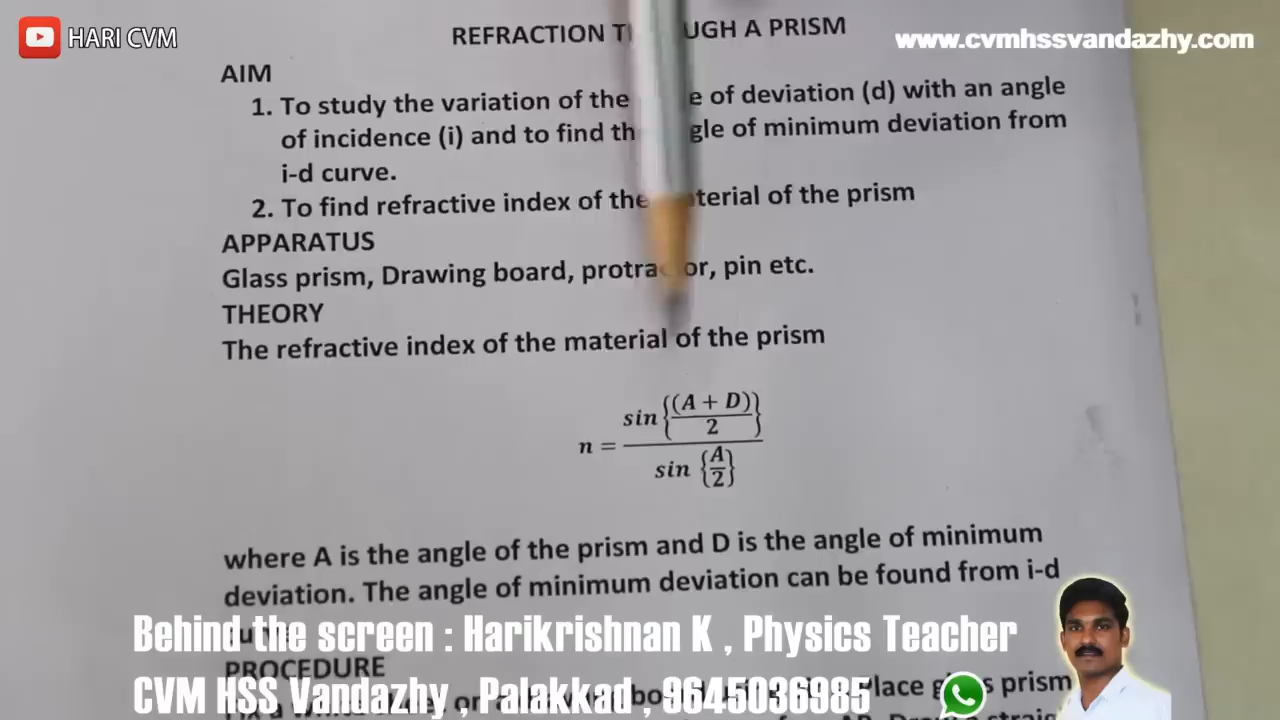 HARI CVM
www.cvmhssvandazhy.com
REFRACTION UGH A PRISM
AIM
1. To study the variation of the e of deviation (d) with an angle
of incidence (i) and to find th gle of minimum deviation from
i-d curve.
2. To find refractive index of the terial of the prism
APPARATUS
Glass prism, Drawing board, protractor, pin etc.
THEORY
The refractive index of the material of the prism
n = sin{(A + D))/2} / sin {A/2}
where A is the angle of the prism and D is the angle of minimum
deviation. The angle of minimum deviation can be found from i-d
PROCEDURE
Place prism
Behind the screen : Harikrishnan K , Physics Teacher
CVM HSS Vandazhy , Palakkad , 9645036985